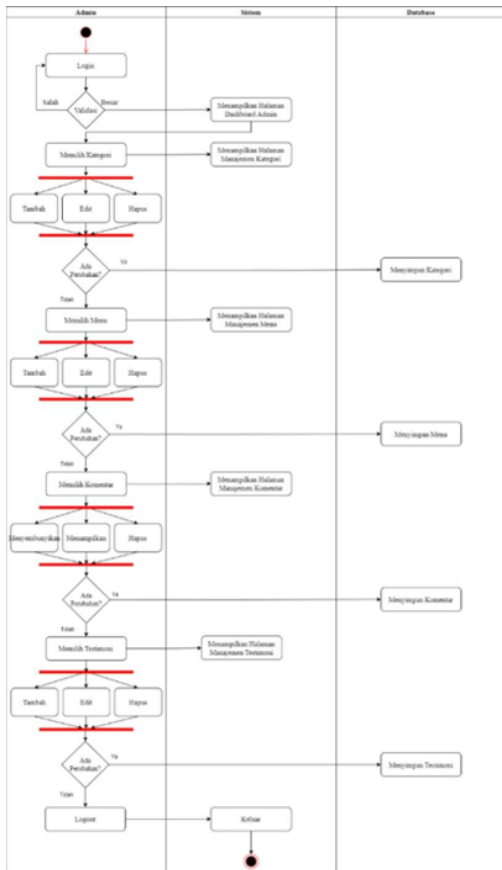 Admin
Sistem
Database
Login
Salah
Validasi
Benar
Menampilkan Halaman
Dashboard Admin
Memilih Kategori
Menampilkan Halaman
Manajemen Kategori
Tambah
Edit
Hapus
Ada
Perubahan?
Ya
Menyimpan Kategori
Tidak
Memilih Menu
Menampilkan Halaman
Manajemen Menu
Tambah
Edit
Hapus
Ada
Perubahan?
Ya
Menyimpan Menu
Tidak
Memilih Komentar
Menampilkan Halaman
Manajemen Komentar
Menyembunyikan
Menampilkan
Hapus
Ada
Perubahan?
Ya
Menyimpan Komentar
Tidak
Memilih Testimoni
Menampilkan Halaman
Manajemen Testimoni
Tambah
Edit
Hapus
Ada
Perubahan?
Ya
Menyimpan Testimoni
Tidak
Logout
Keluar